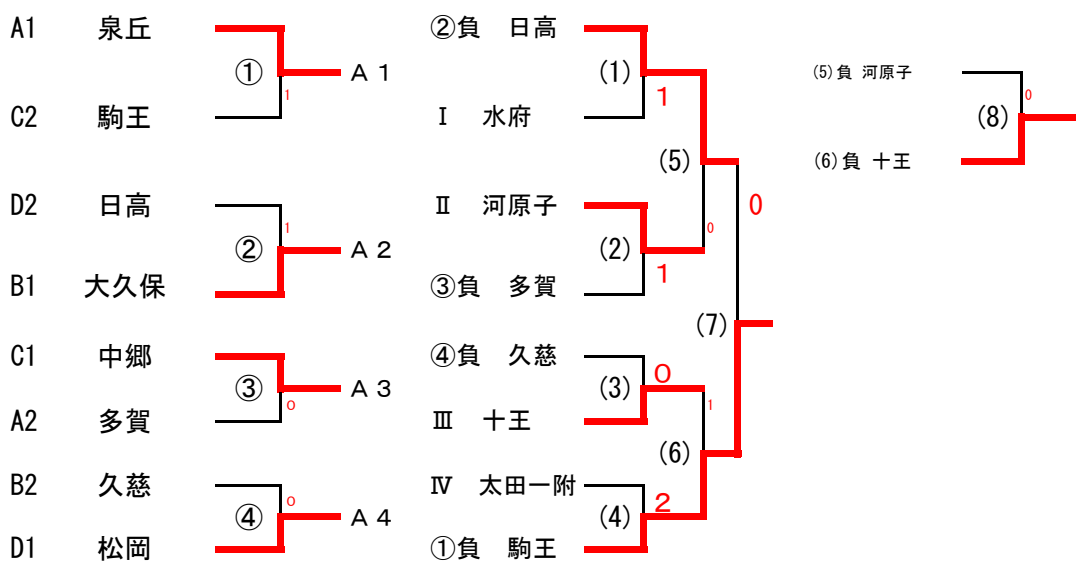 A1 泉丘
① A 1
1
C2 駒王
D2 日高
1
② A 2
B1 大久保
C1 中郷
③ A 3
0
A2 多賀
B2 久慈
0
④ A 4
D1 松岡
②負 日高
(1)
1
Ⅰ 水府
(5)
0
Ⅱ 河原子
0
(2)
1
③負 多賀
(7)
④負 久慈
(3) 0
1
Ⅲ 十王
(6)
Ⅳ 太田一附
2
(4)
①負 駒王
(5)負 河原子
0
(8)
(6)負 十王